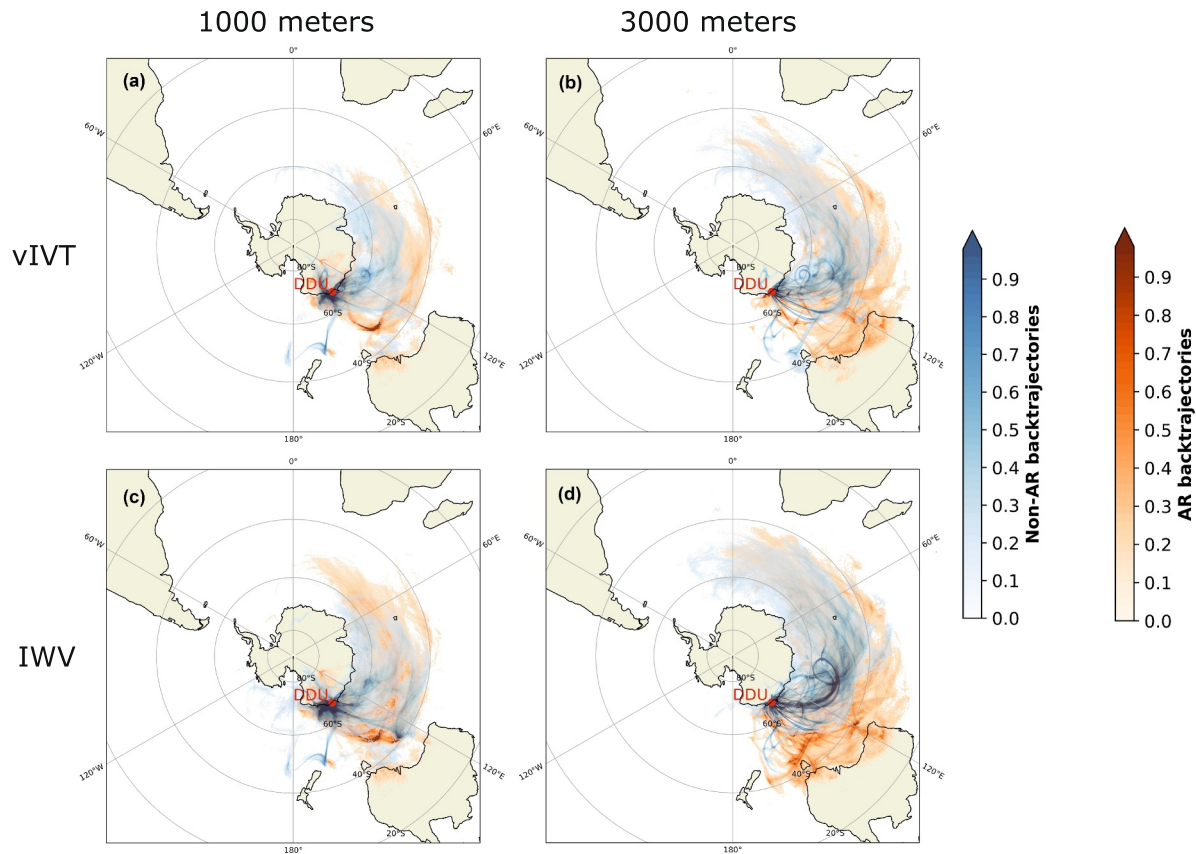 1000 meters
3000 meters
vIVT
IWV
(a)
0°
60°W
60°E
80°S
DDU
60°S
40°S
20°S
120°W
120°E
180°
(b)
0°
60°W
60°E
80°S
DDU
60°S
40°S
20°S
120°W
120°E
180°
(c)
0°
60°W
60°E
80°S
DDU
60°S
40°S
20°S
120°W
120°E
180°
(d)
0°
60°W
60°E
80°S
DDU
60°S
40°S
20°S
120°W
120°E
180°
0.9
0.8
0.7
0.6
0.5
0.4
0.3
0.2
0.1
0.0
Non-AR backtrajectories
0.9
0.8
0.7
0.6
0.5
0.4
0.3
0.2
0.1
0.0
AR backtrajectories